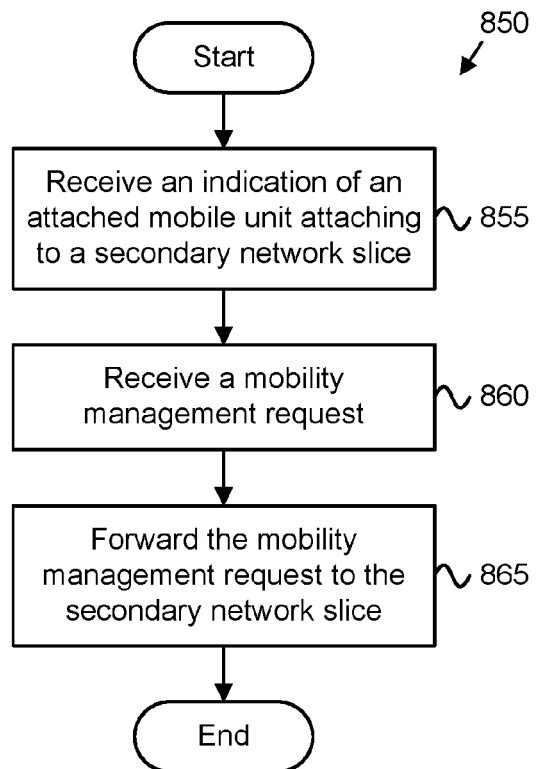 850
Start
Receive an indication of an
attached mobile unit attaching
to a secondary network slice
855
Receive a mobility
management request
860
Forward the mobility
management request to the
secondary network slice
865
End